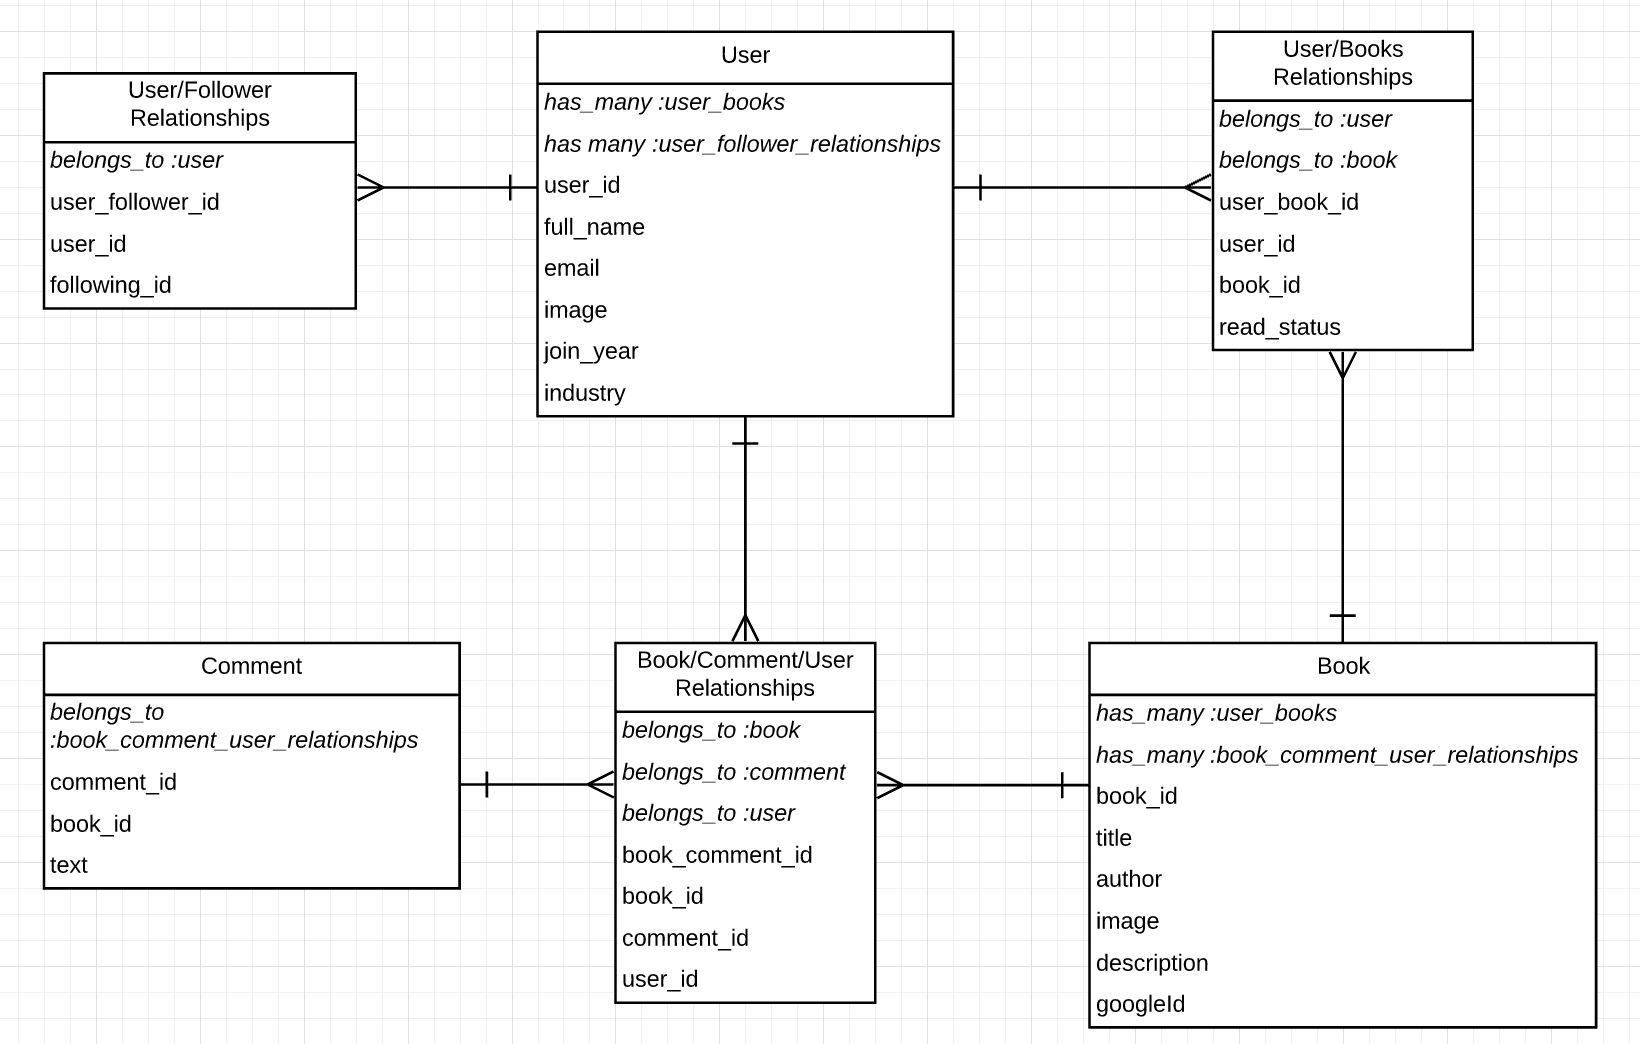 User/Follower
Relationships
belongs_to :user
user_follower_id
user_id
following_id
User
has_many :user_books
has many :user_follower_relationships
user_id
full_name
email
image
join_year
industry
User/Books
Relationships
belongs_to :user
belongs_to :book
user_book_id
user_id
book_id
read_status
Comment
belongs_to
:book_comment_user_relationships
comment_id
book_id
text
Book/Comment/User
Relationships
belongs_to :book
belongs_to :comment
belongs_to :user
book_comment_id
book_id
comment_id
user_id
Book
has_many :user_books
has_many :book_comment_user_relationships
book_id
title
author
image
description
googleId